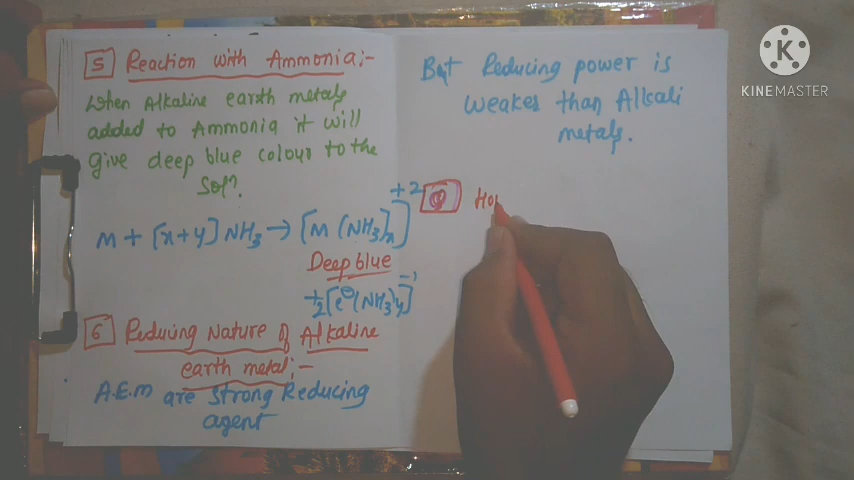 5 Reaction with Ammonia:-
When Alkaline earth metals
added to Ammonia it will
give deep blue colour to the
Solⁿ.
M + [x+y] NH3 → [M (NH3)x]+2
Deep blue
+2[e⊖(NH3)y]-1
6 Reducing Nature of Alkaline
earth metal:-
A.E.M are strong Reducing
agent
But Reducing power is
weaker than Alkali
metals.
Q Ho
K
KINEMASTER